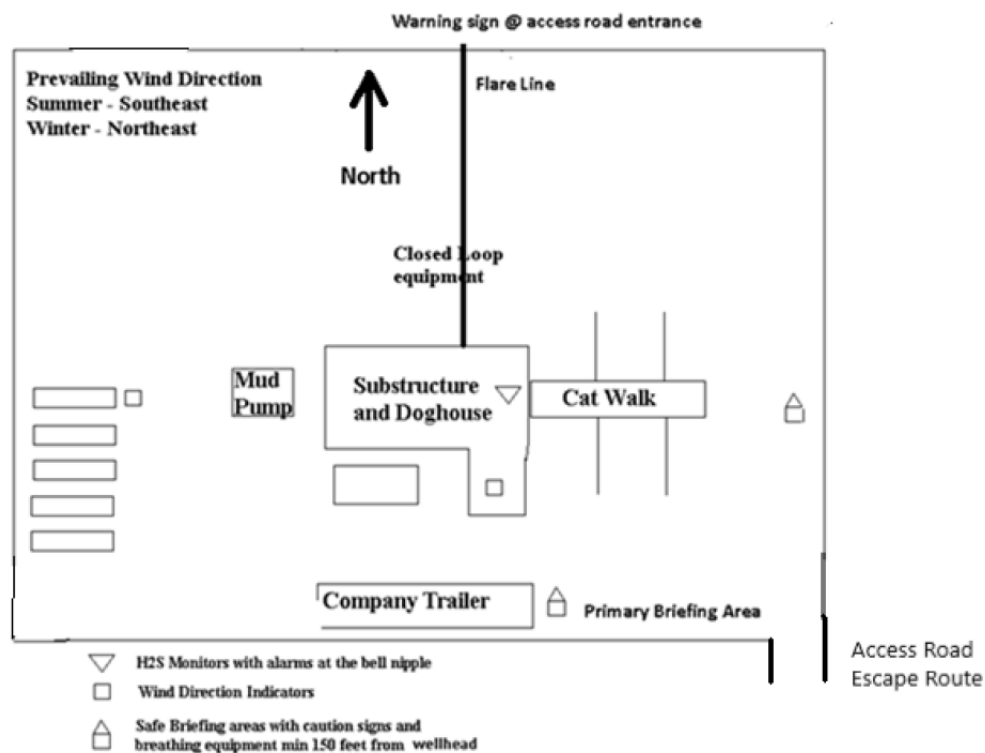 Warning sign @ access road entrance
Prevailing Wind Direction
Summer - Southeast
Winter - Northeast
Flare Line
North
Closed Loop
equipment
Mud
Pump
Substructure
and Doghouse
Cat Walk
Company Trailer
Primary Briefing Area
Access Road
Escape Route
H2S Monitors with alarms at the bell nipple
Wind Direction Indicators
Safe Briefing areas with caution signs and
breathing equipment min 150 feet from wellhead